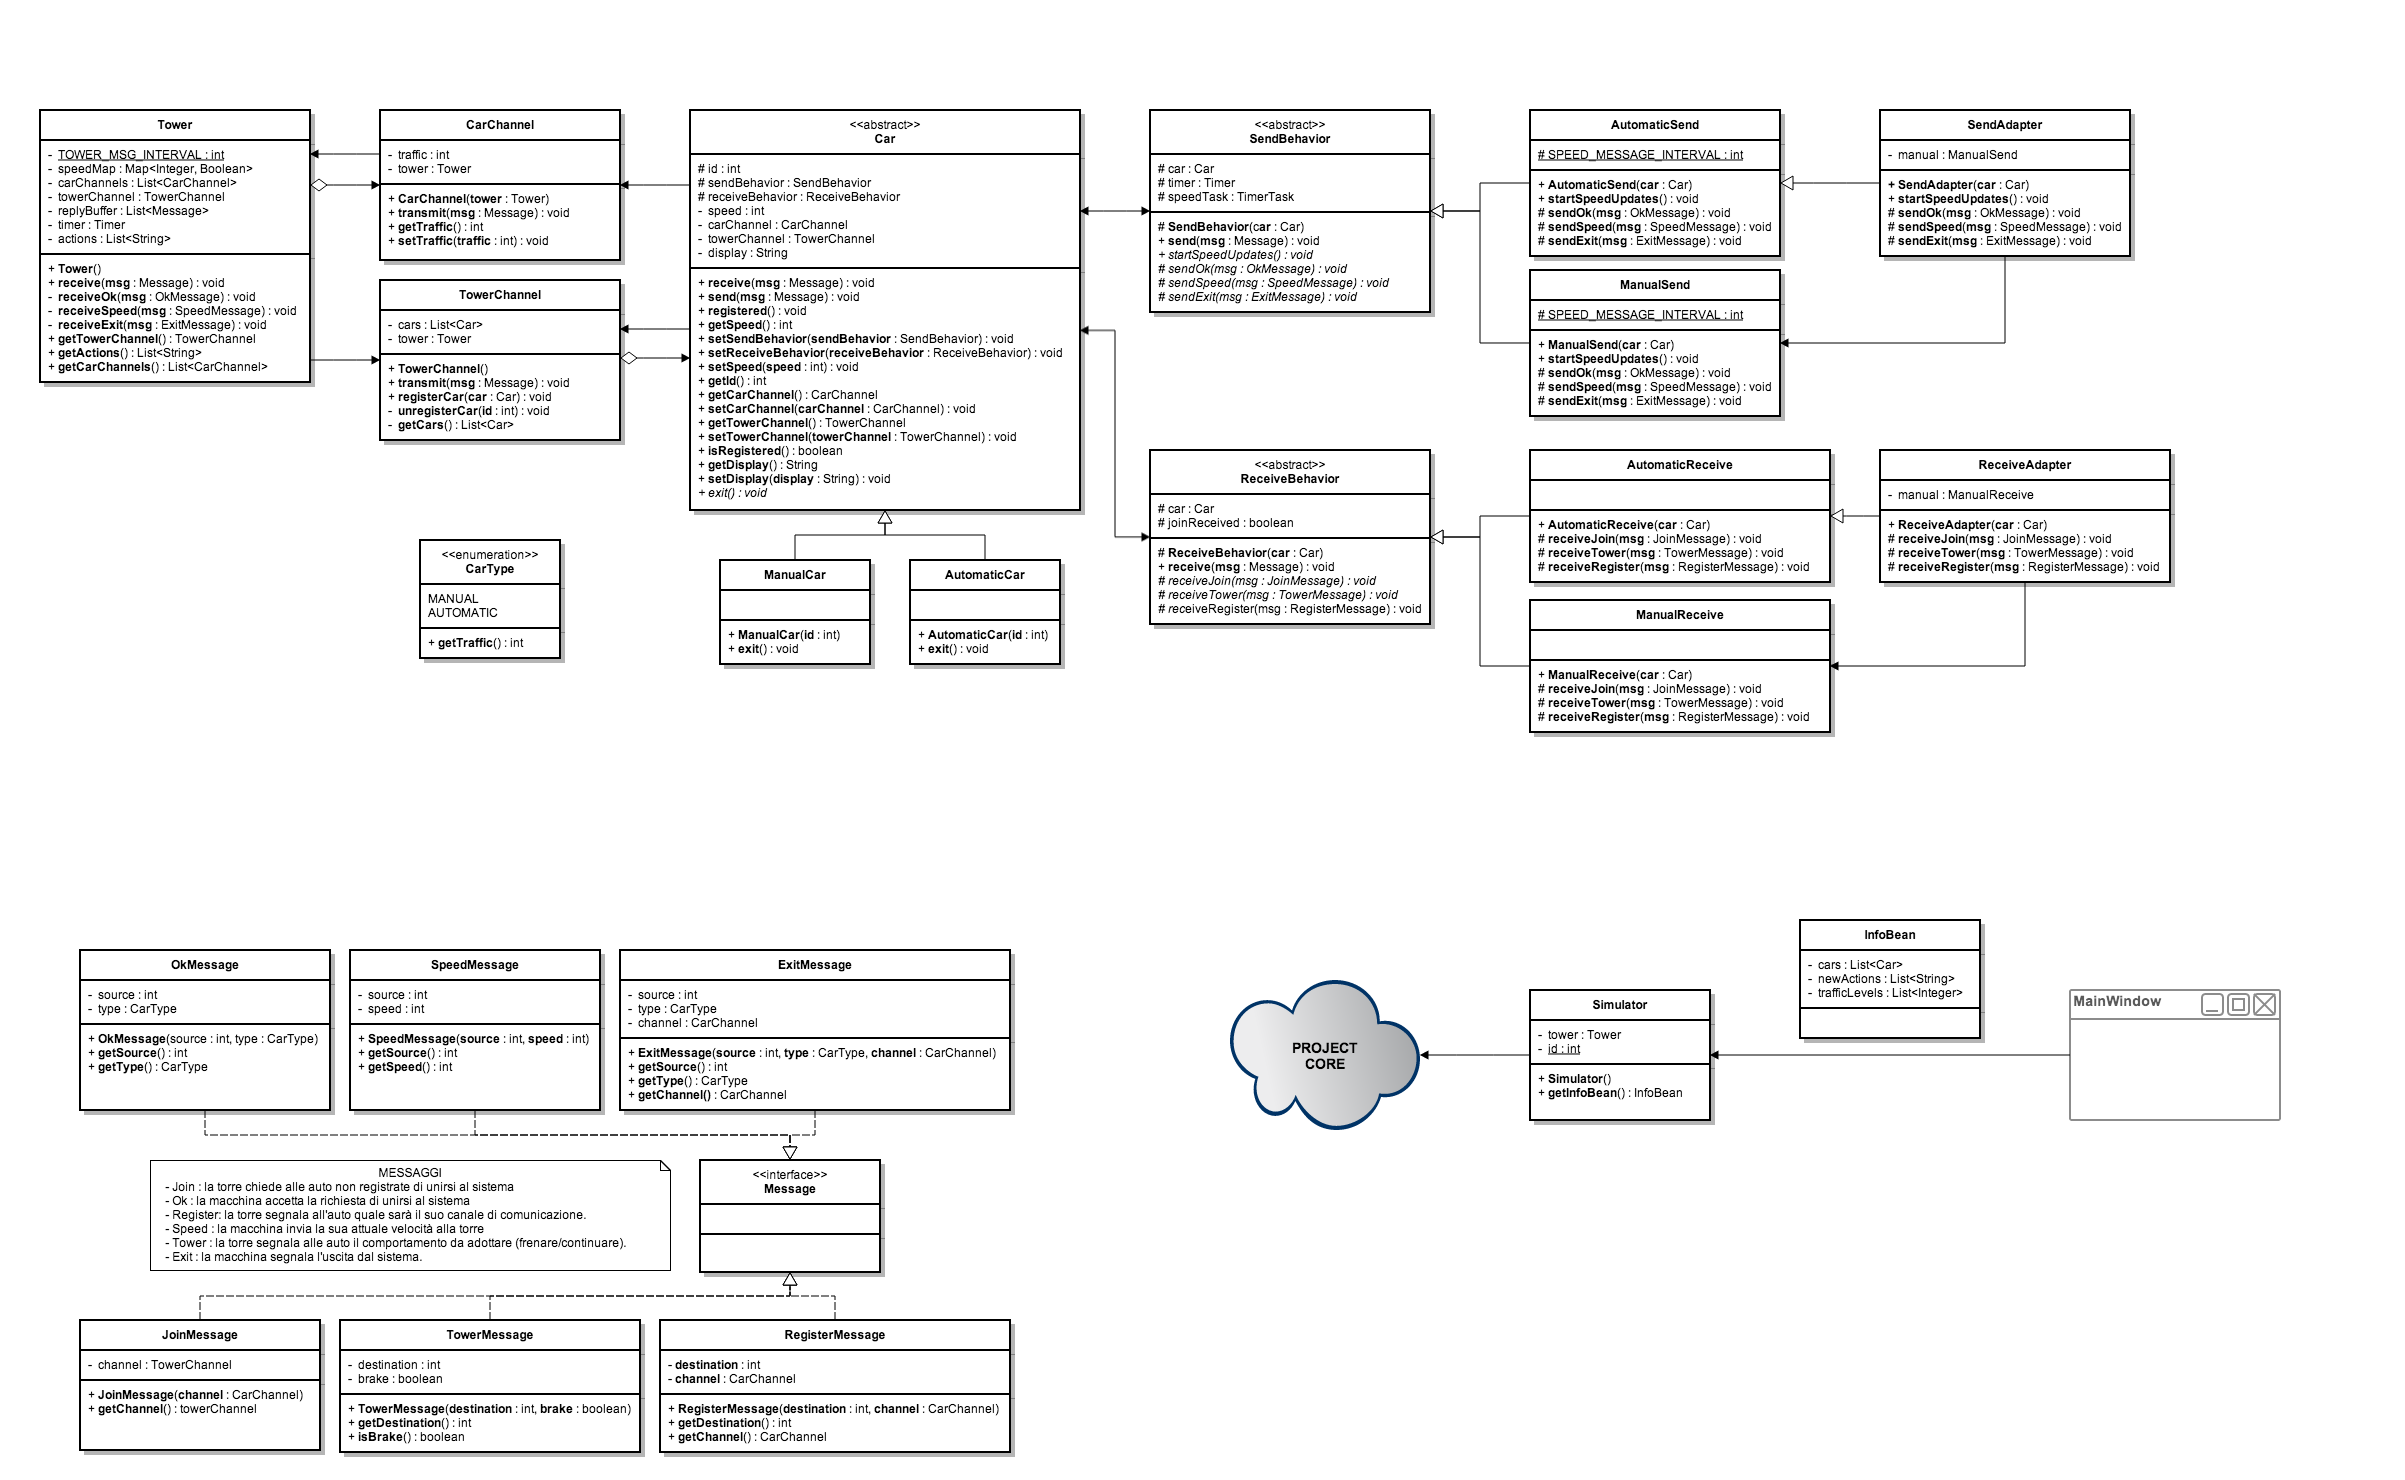 Tower
- TOWER_MSG_INTERVAL : int
- speedMap : Map<Integer, Boolean>
- carChannels : List<CarChannel>
- towerChannel : TowerChannel
- replyBuffer : List<Message>
- timer : Timer
- actions : List<String>
+ Tower()
+ receive(msg : Message) : void
- receiveOk(msg : OkMessage) : void
- receiveSpeed(msg : SpeedMessage) : void
- receiveExit(msg : ExitMessage) : void
+ getTowerChannel() : TowerChannel
+ getActions() : List<String>
+ getCarChannels() : List<CarChannel>
CarChannel
- traffic : int
- tower : Tower
+ CarChannel(tower : Tower)
+ transmit(msg : Message) : void
+ getTraffic() : int
+ setTraffic(traffic : int) : void
TowerChannel
- cars : List<Car>
- tower : Tower
+ TowerChannel()
+ transmit(msg : Message) : void
+ registerCar(car : Car) : void
- unregisterCar(id : int) : void
- getCars() : List<Car>
<<abstract>>
Car
# id : int
# sendBehavior : SendBehavior
# receiveBehavior : ReceiveBehavior
- speed : int
- carChannel : CarChannel
- towerChannel : TowerChannel
- display : String
+ receive(msg : Message) : void
+ send(msg : Message) : void
+ registered() : void
+ getSpeed() : int
+ setSendBehavior(sendBehavior : SendBehavior) : void
+ setReceiveBehavior(receiveBehavior : ReceiveBehavior) : void
+ setSpeed(speed : int) : void
+ getId() : int
+ getCarChannel() : CarChannel
+ setCarChannel(carChannel : CarChannel) : void
+ getTowerChannel() : TowerChannel
+ setTowerChannel(towerChannel : TowerChannel) : void
+ isRegistered() : boolean
+ getDisplay() : String
+ setDisplay(display : String) : void
+ exit() : void
<<abstract>>
SendBehavior
# car : Car
# timer : Timer
# speedTask : TimerTask
# SendBehavior(car : Car)
+ send(msg : Message) : void
+ startSpeedUpdates() : void
# sendOk(msg : OkMessage) : void
# sendSpeed(msg : SpeedMessage) : void
# sendExit(msg : ExitMessage) : void
AutomaticSend
# SPEED_MESSAGE_INTERVAL : int
+ AutomaticSend(car : Car)
+ startSpeedUpdates() : void
# sendOk(msg : OkMessage) : void
# sendSpeed(msg : SpeedMessage) : void
# sendExit(msg : ExitMessage) : void
SendAdapter
- manual : ManualSend
+ SendAdapter(car : Car)
+ startSpeedUpdates() : void
# sendOk(msg : OkMessage) : void
# sendSpeed(msg : SpeedMessage) : void
# sendExit(msg : ExitMessage) : void
ManualSend
# SPEED_MESSAGE_INTERVAL : int
+ ManualSend(car : Car)
+ startSpeedUpdates() : void
# sendOk(msg : OkMessage) : void
# sendSpeed(msg : SpeedMessage) : void
# sendExit(msg : ExitMessage) : void
<<abstract>>
ReceiveBehavior
# car : Car
# joinReceived : boolean
# ReceiveBehavior(car : Car)
+ receive(msg : Message) : void
# receiveJoin(msg : JoinMessage) : void
# receiveTower(msg : TowerMessage) : void
# receiveRegister(msg : RegisterMessage) : void
AutomaticReceive
+ AutomaticReceive(car : Car)
# receiveJoin(msg : JoinMessage) : void
# receiveTower(msg : TowerMessage) : void
# receiveRegister(msg : RegisterMessage) : void
ReceiveAdapter
- manual : ManualReceive
+ ReceiveAdapter(car : Car)
# receiveJoin(msg : JoinMessage) : void
# receiveTower(msg : TowerMessage) : void
# receiveRegister(msg : RegisterMessage) : void
ManualReceive
+ ManualReceive(car : Car)
# receiveJoin(msg : JoinMessage) : void
# receiveTower(msg : TowerMessage) : void
# receiveRegister(msg : RegisterMessage) : void
<<enumeration>>
CarType
MANUAL
AUTOMATIC
+ getTraffic() : int
ManualCar
+ ManualCar(id : int)
+ exit() : void
AutomaticCar
+ AutomaticCar(id : int)
+ exit() : void
OkMessage
- source : int
- type : CarType
+ OkMessage(source : int, type : CarType)
+ getSource() : int
+ getType() : CarType
SpeedMessage
- source : int
- speed : int
+ SpeedMessage(source : int, speed : int)
+ getSource() : int
+ getSpeed() : int
ExitMessage
- source : int
- type : CarType
- channel : CarChannel
+ ExitMessage(source : int, type : CarType, channel : CarChannel)
+ getSource() : int
+ getType() : CarType
+ getChannel() : CarChannel
MESSAGGI
- Join : la torre chiede alle auto non registrate di unirsi al sistema
- Ok : la macchina accetta la richiesta di unirsi al sistema
- Register: la torre segnala all'auto quale sarà il suo canale di comunicazione.
- Speed : la macchina invia la sua attuale velocità alla torre
- Tower : la torre segnala alle auto il comportamento da adottare (frenare/continuare).
- Exit : la macchina segnala l'uscita dal sistema.
<<interface>>
Message
JoinMessage
- channel : TowerChannel
+ JoinMessage(channel : CarChannel)
+ getChannel() : towerChannel
TowerMessage
- destination : int
- brake : boolean
+ TowerMessage(destination : int, brake : boolean)
+ getDestination() : int
+ isBrake() : boolean
RegisterMessage
- destination : int
- channel : CarChannel
+ RegisterMessage(destination : int, channel : CarChannel)
+ getDestination() : int
+ getChannel() : CarChannel
PROJECT
CORE
Simulator
- tower : Tower
- id : int
+ Simulator()
+ getInfoBean() : InfoBean
InfoBean
- cars : List<Car>
- newActions : List<String>
- trafficLevels : List<Integer>
MainWindow